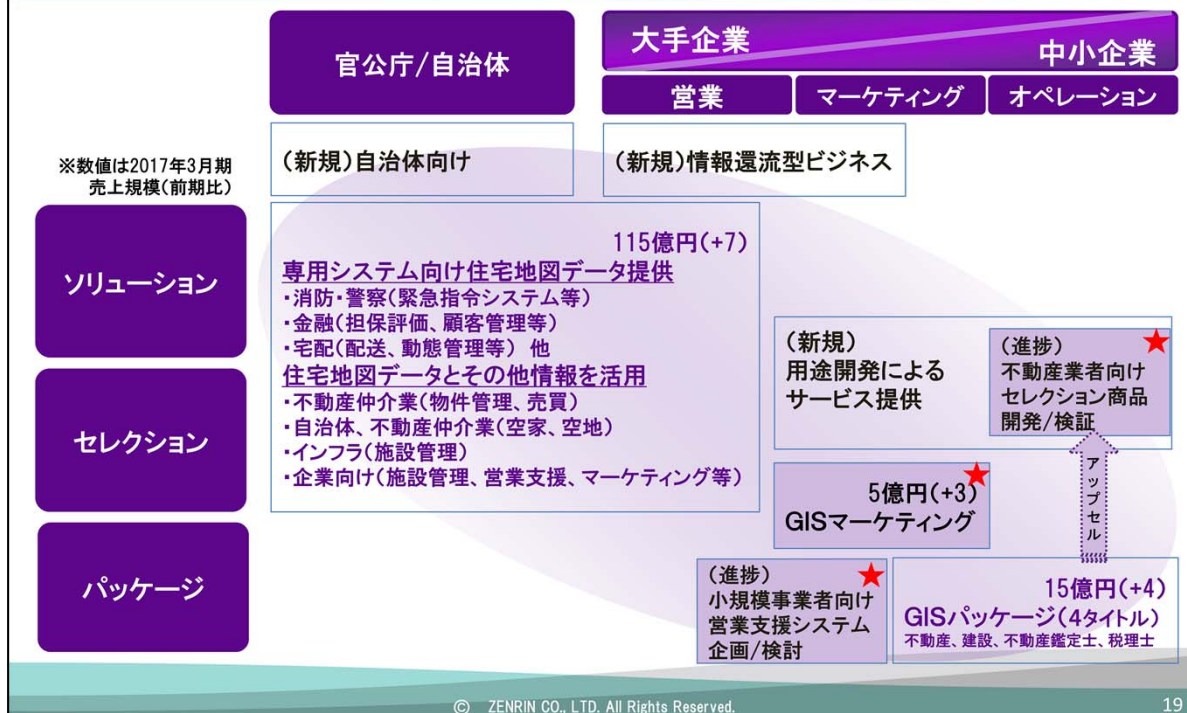 官公庁/自治体
大手企業
中小企業
営業
マーケティング
オペレーション
※数値は2017年3月期
売上規模(前期比)
(新規)自治体向け
(新規)情報還流型ビジネス
ソリューション
セレクション
パッケージ
115億円(+7)
専用システム向け住宅地図データ提供
・消防・警察(緊急指令システム等)
・金融(担保評価、顧客管理等)
・宅配(配送、動態管理等) 他
住宅地図データとその他情報を活用
・不動産仲介業(物件管理、売買)
・自治体、不動産仲介業(空家、空地)
・インフラ(施設管理)
・企業向け(施設管理、営業支援、マーケティング等)
(新規)
用途開発による
サービス提供
(進捗)
不動産業者向け
セレクション商品
開発/検証
アップセル
5億円(+3)
GISマーケティング
(進捗)
小規模事業者向け
営業支援システム
企画/検討
15億円(+4)
GISパッケージ(4タイトル)
不動産、建設、不動産鑑定士、税理士
© ZENRIN CO., LTD. All Rights Reserved.
19